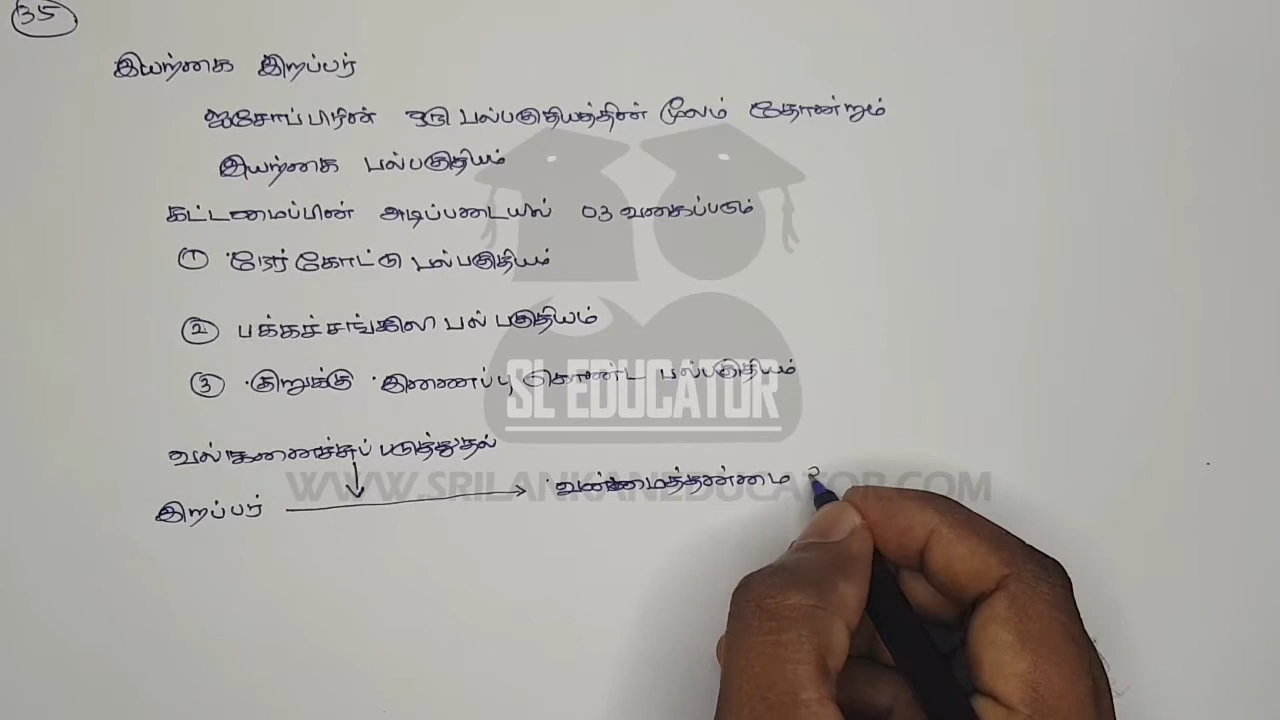 35
இயற்கை இறப்பர்
ஐசோப்பிரின் ஒரு பல்பகுதியத்தின் மூலம் தோன்றும்
இயற்கை பல்பகுதியம்
கட்டமைப்பின் அடிப்படையில் 03 வகைப்படும்
① நேர்கோட்டு பல்பகுதியம்
② பக்கச்சங்கிலி பல் பகுதியம்
③ குறுக்கு இணைப்பு கொண்ட பல்பகுதியம்
SL EDUCATOR
வல்கனைசுப் படுத்துதல்
WWW.SRILANKANEDUCATOR.COM
இறப்பர் → வன்மைத்தன்மை